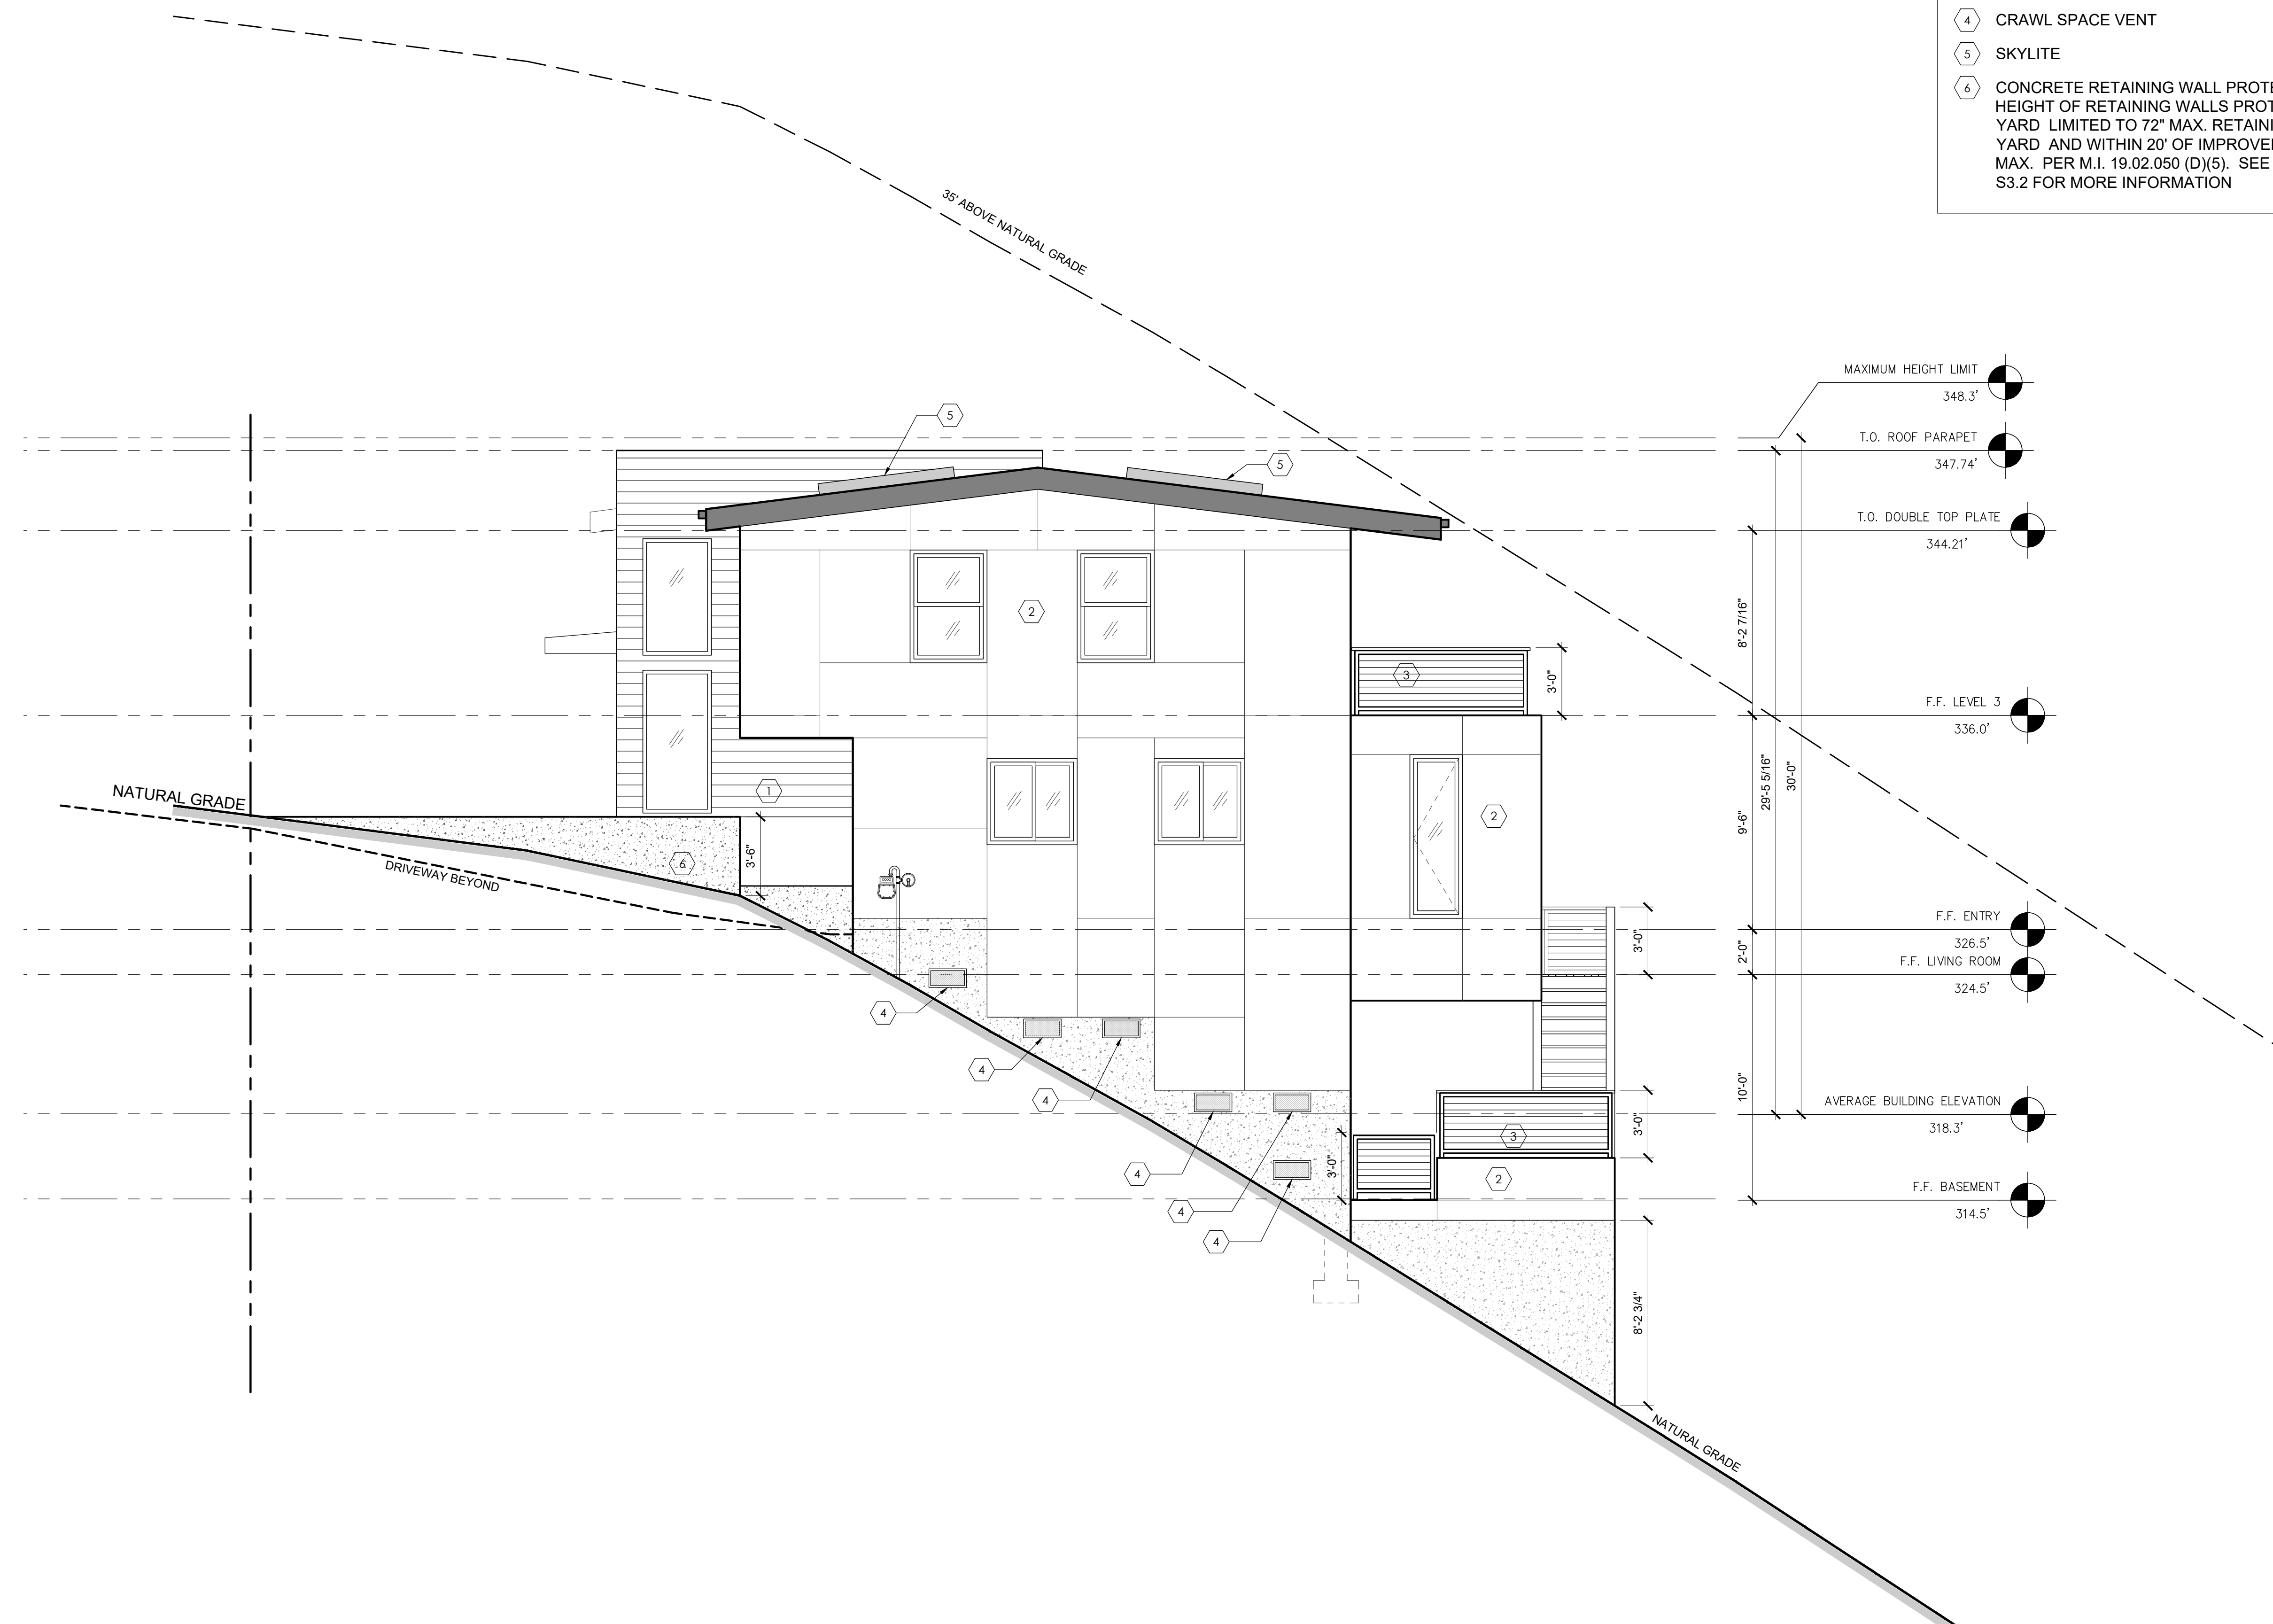 4 CRAWL SPACE VENT
5 SKYLITE
6 CONCRETE RETAINING WALL PROTE
HEIGHT OF RETAINING WALLS PROT
YARD LIMITED TO 72" MAX. RETAINI
YARD AND WITHIN 20' OF IMPROVE
MAX. PER M.I. 19.02.050 (D)(5). SEE
S3.2 FOR MORE INFORMATION
35' ABOVE NATURAL GRADE
MAXIMUM HEIGHT LIMIT
348.3'
5
T.O. ROOF PARAPET
347.74'
5
T.O. DOUBLE TOP PLATE
344.21'
2
8'-2 7/16"
3
3'-0"
F.F. LEVEL 3
336.0'
29'-5 5/16"
30'-0"
NATURAL GRADE
1
2
9'-6"
3'-6"
6
DRIVEWAY BEYOND
F.F. ENTRY
326.5'
3'-0"
2'-0"
F.F. LIVING ROOM
324.5'
4
4
4
10'-0"
AVERAGE BUILDING ELEVATION
318.3'
3'-0"
3
3'-0"
4
2
F.F. BASEMENT
314.5'
4
4
8'-2 3/4"
NATURAL GRADE